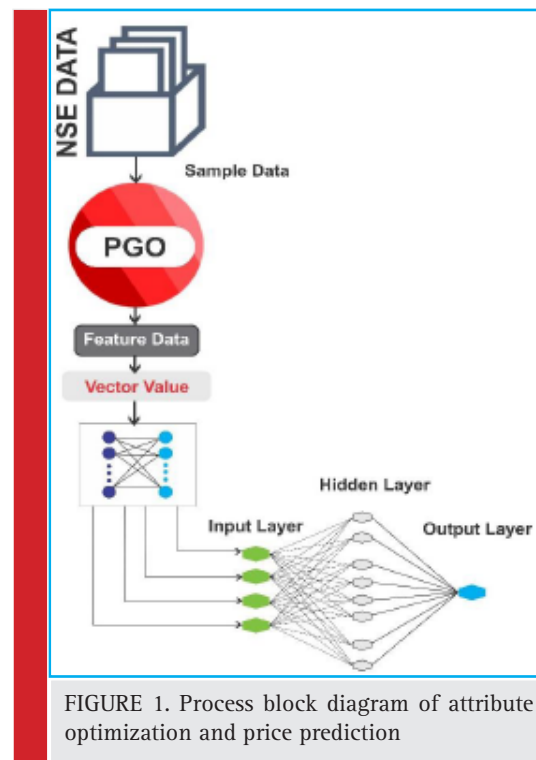 NSE DATA
Sample Data
PGO
Feature Data
Vector Value
Hidden Layer
Input Layer
Output Layer
FIGURE 1. Process block diagram of attribute
optimization and price prediction